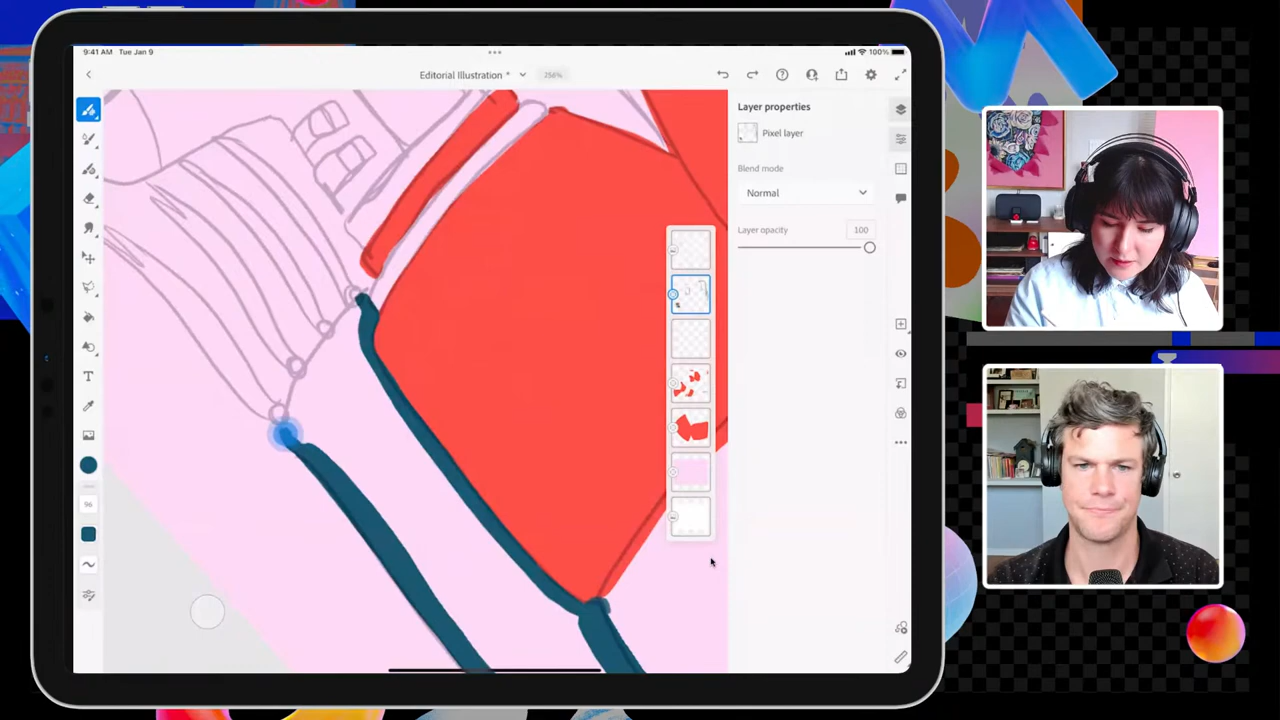 9:41 AM Tue Jan 9
100%
Editorial Illustration *
256%
Layer properties
Pixel layer
Blend mode
Normal
Layer opacity
100
T
96